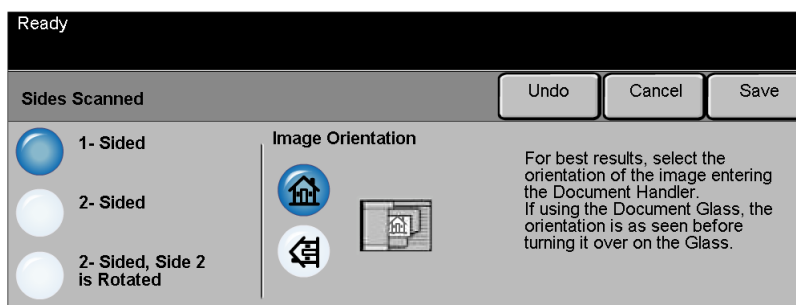 Ready
Sides Scanned
Undo
Cancel
Save
1- Sided
2- Sided
2- Sided, Side 2
is Rotated
Image Orientation
For best results, select the
orientation of the image entering
the Document Handler.
If using the Document Glass, the
orientation is as seen before
turning it over on the Glass.